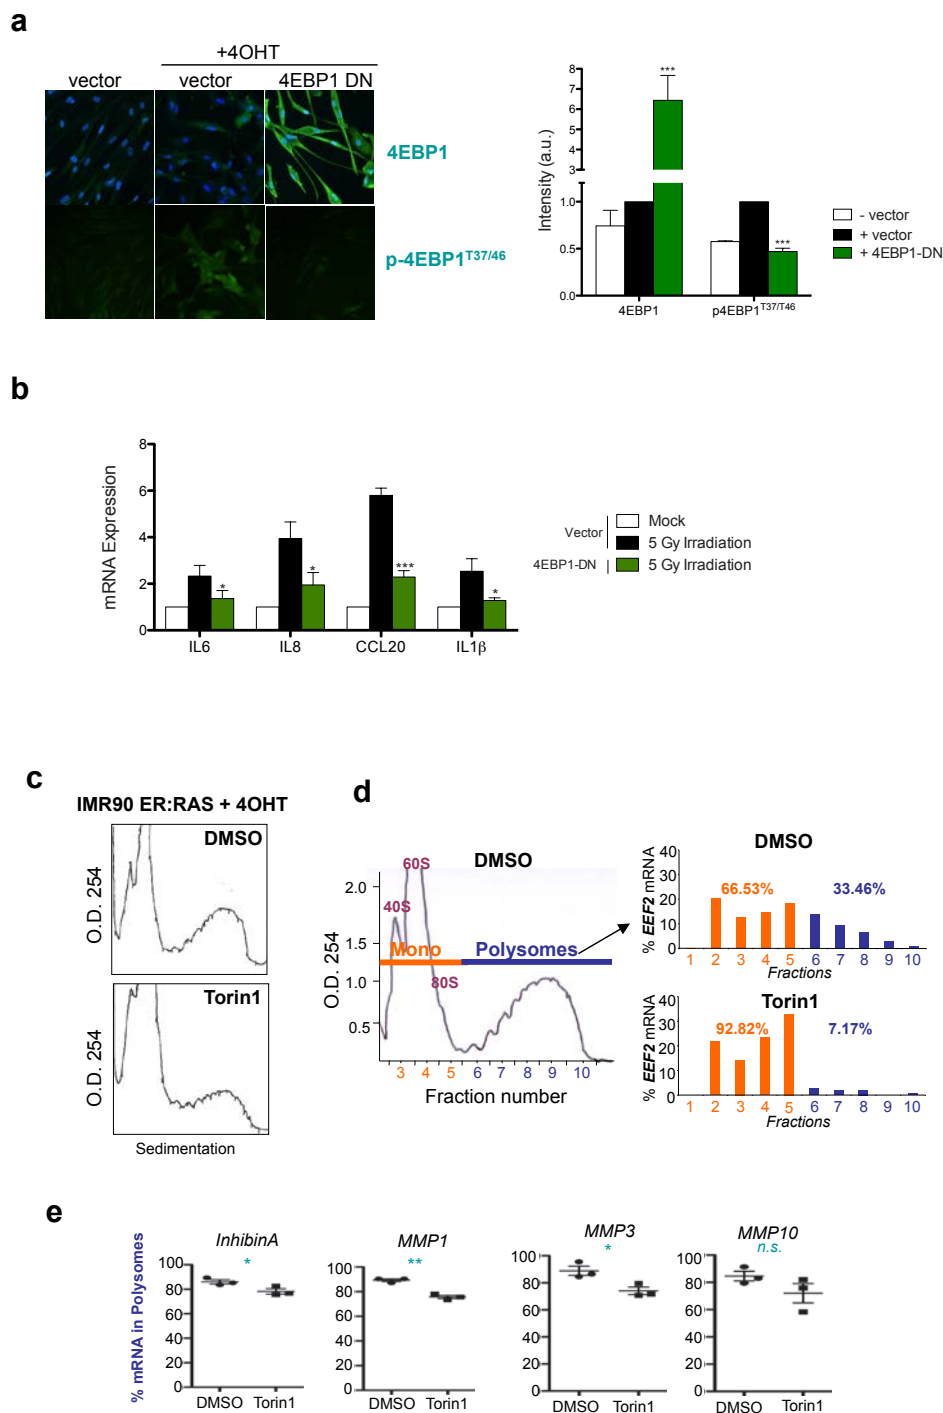 a
+4OHT
vector
vector
4EBP1 DN
4EBP1
p-4EBP1T37/46
Intensity (a.u.)
8
7
6
5
4
3
1.0
0.5
0.0
***
***
4EBP1
p4EBP1T37/T46
- vector
+ vector
+ 4EBP1-DN
b
mRNA Expression
8
6
4
2
0
*
*
***
*
IL6
IL8
CCL20
IL1β
Vector
Mock
5 Gy Irradiation
4EBP1-DN
5 Gy Irradiation
c
IMR90 ER:RAS + 4OHT
DMSO
O.D. 254
Torin1
O.D. 254
Sedimentation
d
DMSO
O.D. 254
2.0
1.5
1.0
0.5
60S
40S
Mono
Polysomes
80S
3 4 5 6 7 8 9 10
Fraction number
DMSO
% EEF2 mRNA
40
30
20
10
0
66.53%
33.46%
1 2 3 4 5 6 7 8 9 10
Fractions
Torin1
% EEF2 mRNA
40
30
20
10
0
92.82%
7.17%
1 2 3 4 5 6 7 8 9 10
Fractions
e
% mRNA in Polysomes
InhibinA
*
100
80
60
40
20
0
DMSO Torin1
MMP1
**
100
80
60
40
20
0
DMSO Torin1
MMP3
*
100
80
60
40
20
0
DMSO Torin1
MMP10
n.s.
100
80
60
40
20
0
DMSO Torin1